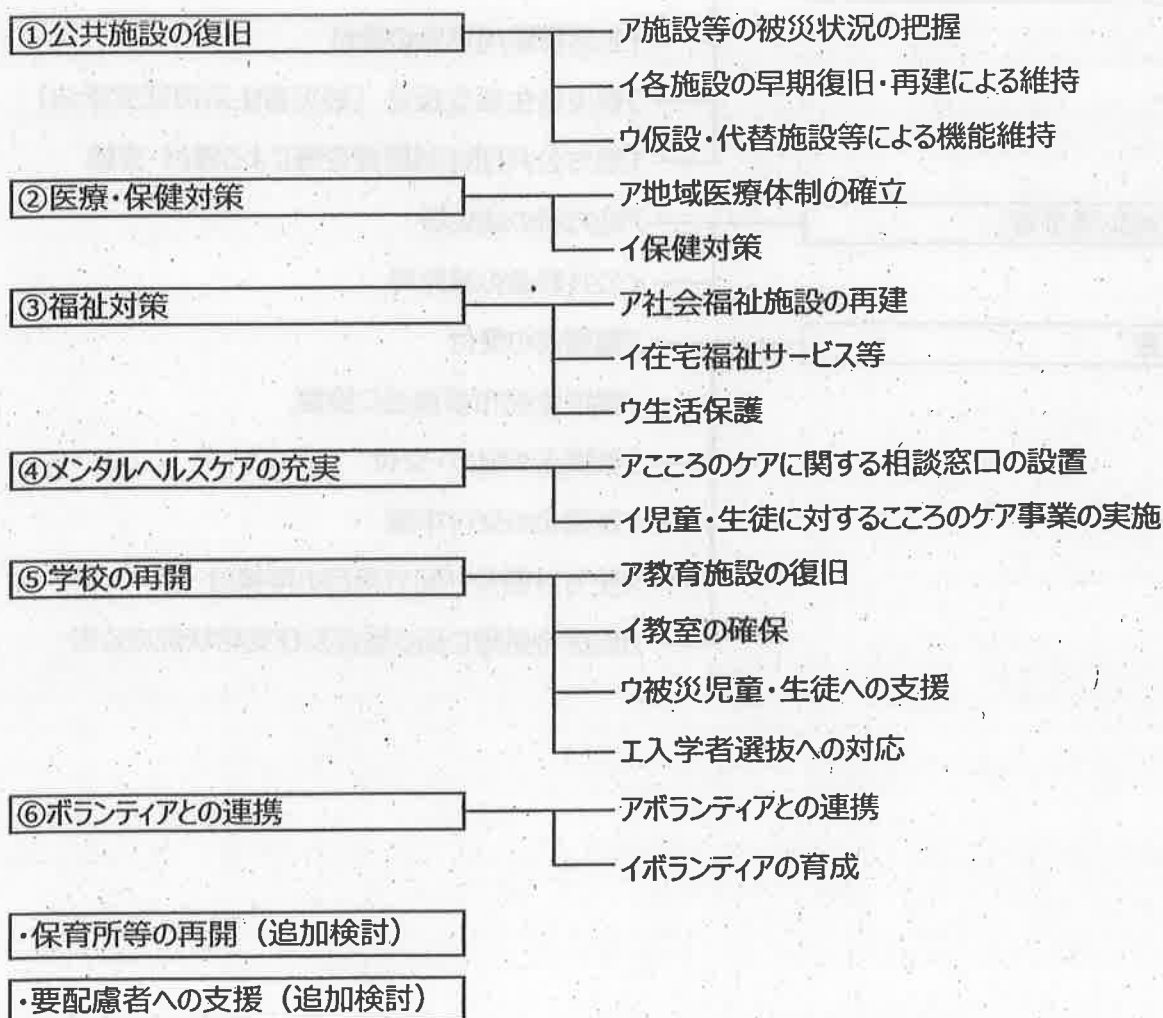 ①公共施設の復旧
ア施設等の被災状況の把握
イ各施設の早期復旧・再建による維持
ウ仮設・代替施設等による機能維持
②医療・保健対策
ア地域医療体制の確立
イ保健対策
③福祉対策
ア社会福祉施設の再建
イ在宅福祉サービス等
ウ生活保護
④メンタルヘルスケアの充実
アこころのケアに関する相談窓口の設置
イ児童・生徒に対するこころのケア事業の実施
⑤学校の再開
ア教育施設の復旧
イ教室の確保
ウ被災児童・生徒への支援
エ入学者選抜への対応
⑥ボランティアとの連携
アボランティアとの連携
イボランティアの育成
・保育所等の再開（追加検討）
・要配慮者への支援（追加検討）